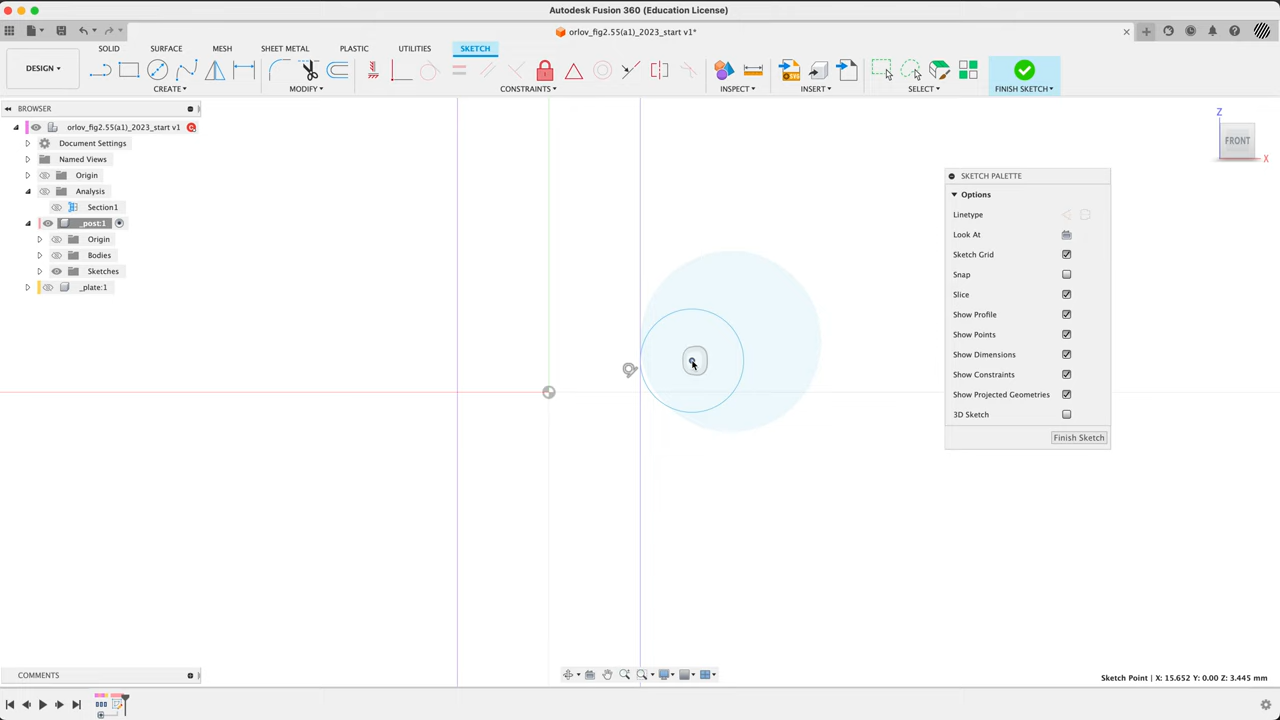 Autodesk Fusion 360 (Education License)
orlov_fig2.55(a1)_2023_start v1*
DESIGN
SOLID SURFACE MESH SHEET METAL PLASTIC UTILITIES SKETCH
CREATE MODIFY CONSTRAINTS INSPECT INSERT SELECT FINISH SKETCH
BROWSER
orlov_fig2.55(a1)_2023_start v1
Document Settings
Named Views
Origin
Analysis
Section1
_post:1
Origin
Bodies
Sketches
_plate:1
Z
FRONT
X
SKETCH PALETTE
Options
Linetype
Look At
Sketch Grid
Snap
Slice
Show Profile
Show Points
Show Dimensions
Show Constraints
Show Projected Geometries
3D Sketch
Finish Sketch
COMMENTS
Sketch Point | X: 15.652 Y: 0.00 Z: 3.445 mm